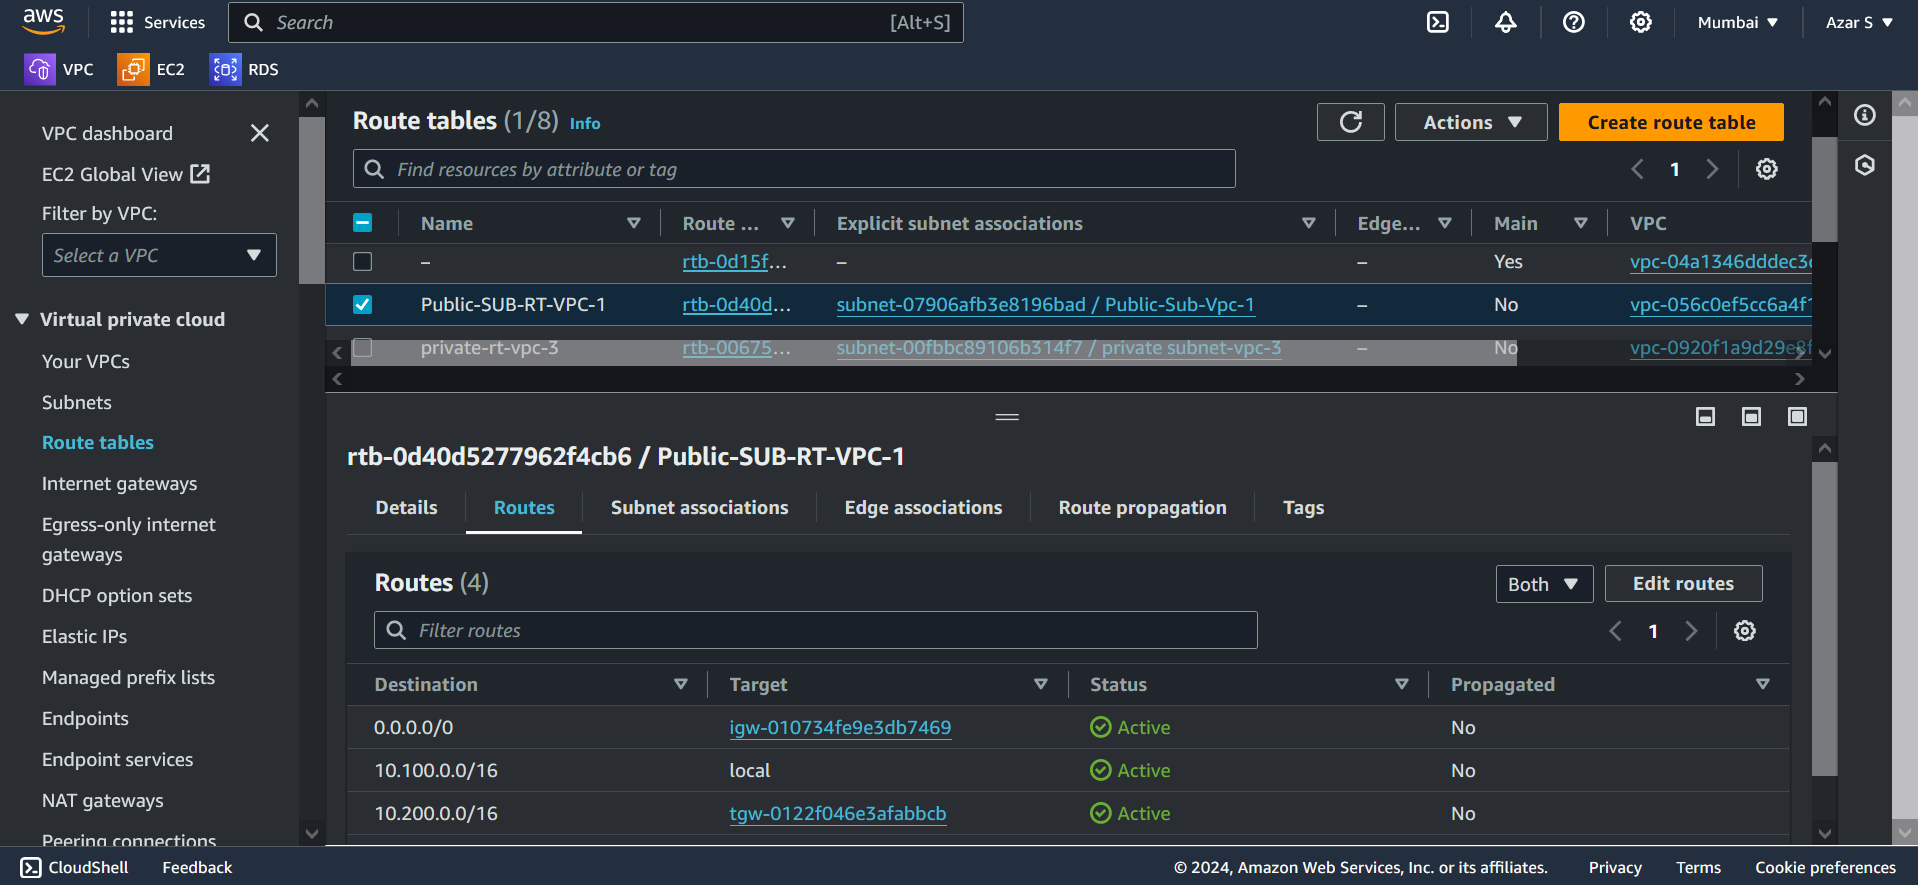 aws
Services
Search
[Alt+S]
Mumbai ▼
Azar S ▼
VPC
EC2
RDS
VPC dashboard
EC2 Global View
Filter by VPC:
Select a VPC
Virtual private cloud
Your VPCs
Subnets
Route tables
Internet gateways
Egress-only internet
gateways
DHCP option sets
Elastic IPs
Managed prefix lists
Endpoints
Endpoint services
NAT gateways
Peering connections
Route tables (1/8) Info
Actions
Create route table
Find resources by attribute or tag
1
Name Route ... Explicit subnet associations Edge... Main VPC
– rtb-0d15f... – – Yes vpc-04a1346dddec3
Public-SUB-RT-VPC-1 rtb-0d40d... subnet-07906afb3e8196bad / Public-Sub-Vpc-1 – No vpc-056c0ef5cc6a4f1
private-rt-vpc-3 rtb-00675... subnet-00fbbc89106b314f7 / private subnet-vpc-3 – No vpc-0920f1a9d29e8f
rtb-0d40d5277962f4cb6 / Public-SUB-RT-VPC-1
Details Routes Subnet associations Edge associations Route propagation Tags
Routes (4)
Both
Edit routes
Filter routes
1
Destination Target Status Propagated
0.0.0.0/0 igw-010734fe9e3db7469 Active No
10.100.0.0/16 local Active No
10.200.0.0/16 tgw-0122f046e3afabbcb Active No
CloudShell Feedback © 2024, Amazon Web Services, Inc. or its affiliates. Privacy Terms Cookie preferences